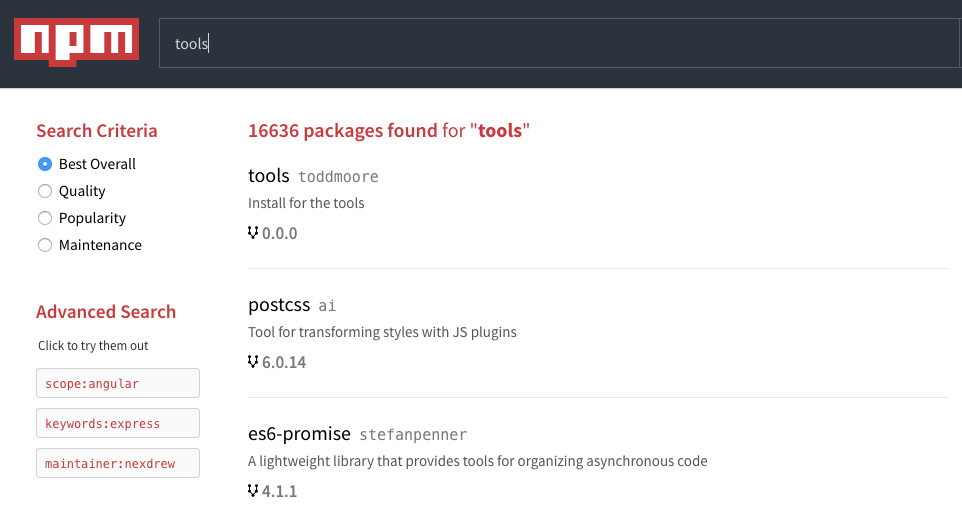 npm
tools
Search Criteria
Best Overall
Quality
Popularity
Maintenance
Advanced Search
Click to try them out
scope:angular
keywords:express
maintainer:nexdrew
16636 packages found for "tools"
tools toddmoore
Install for the tools
0.0.0
postcss ai
Tool for transforming styles with JS plugins
6.0.14
es6-promise stefanpenner
A lightweight library that provides tools for organizing asynchronous code
4.1.1